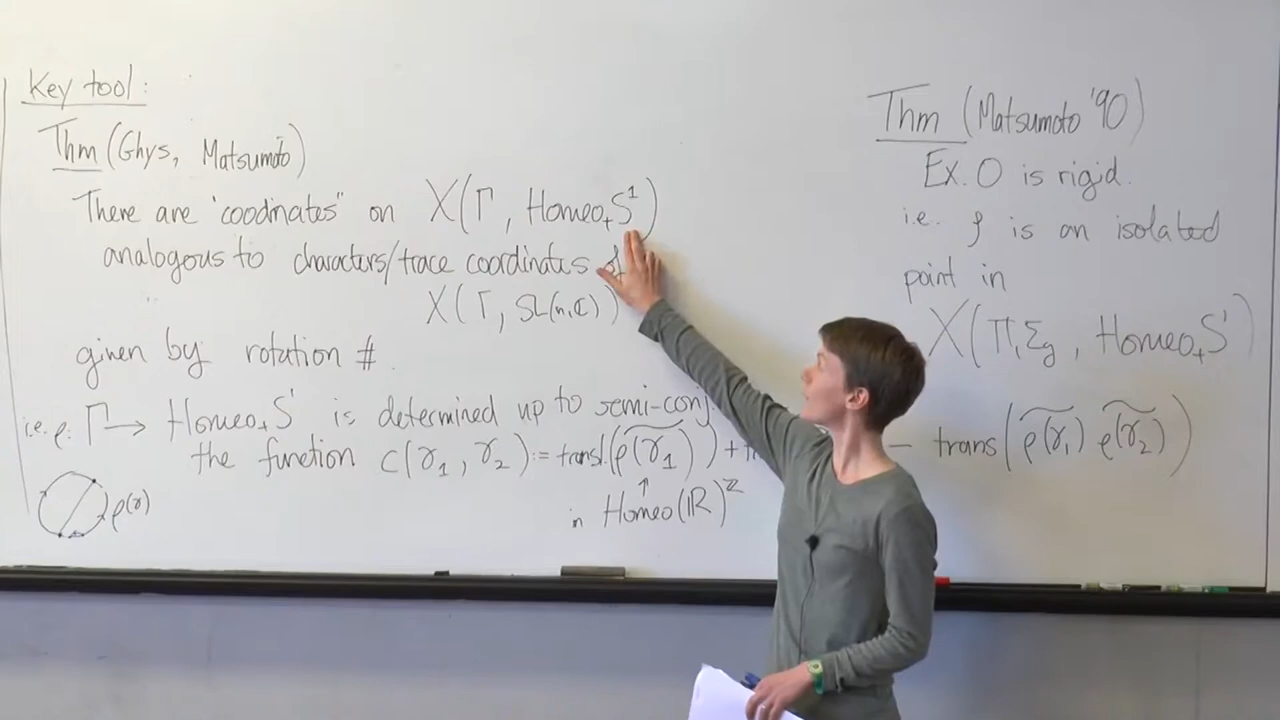 Key tool:
Thm (Ghys, Matsumoto)
There are "coodinates" on X(Γ, Homeo₊S¹)
analogous to characters/trace coordinates of
X(Γ, SL(n,ℂ))
given by rotation #.
i.e. ρ: Γ → Homeo₊S¹ is determined up to semi-conj
the function c(γ₁, γ₂) := transl.(ρ(γ₁)~) + − trans(ρ(γ₁)~ ρ(γ₂)~)
↑
in Homeo(ℝ)^ℤ
ρ(γ)
Thm (Matsumoto '90)
Ex. 0 is rigid.
i.e. ρ is an isolated
point in
X(π₁Σg, Homeo₊S¹)